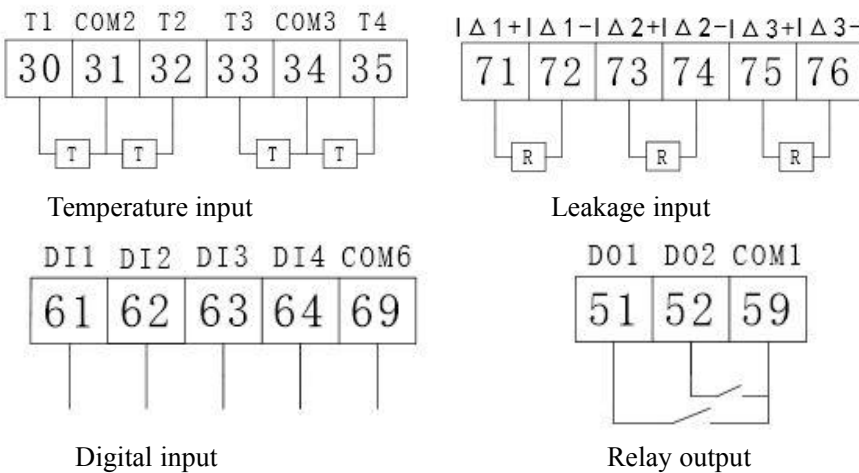 T1 COM2 T2 T3 COM3 T4
30 31 32 33 34 35
T T T T
Temperature input
IΔ1+IΔ1-IΔ2+IΔ2-IΔ3+IΔ3-
71 72 73 74 75 76
R R R
Leakage input
DI1 DI2 DI3 DI4 COM6
61 62 63 64 69
Digital input
DO1 DO2 COM1
51 52 59
Relay output